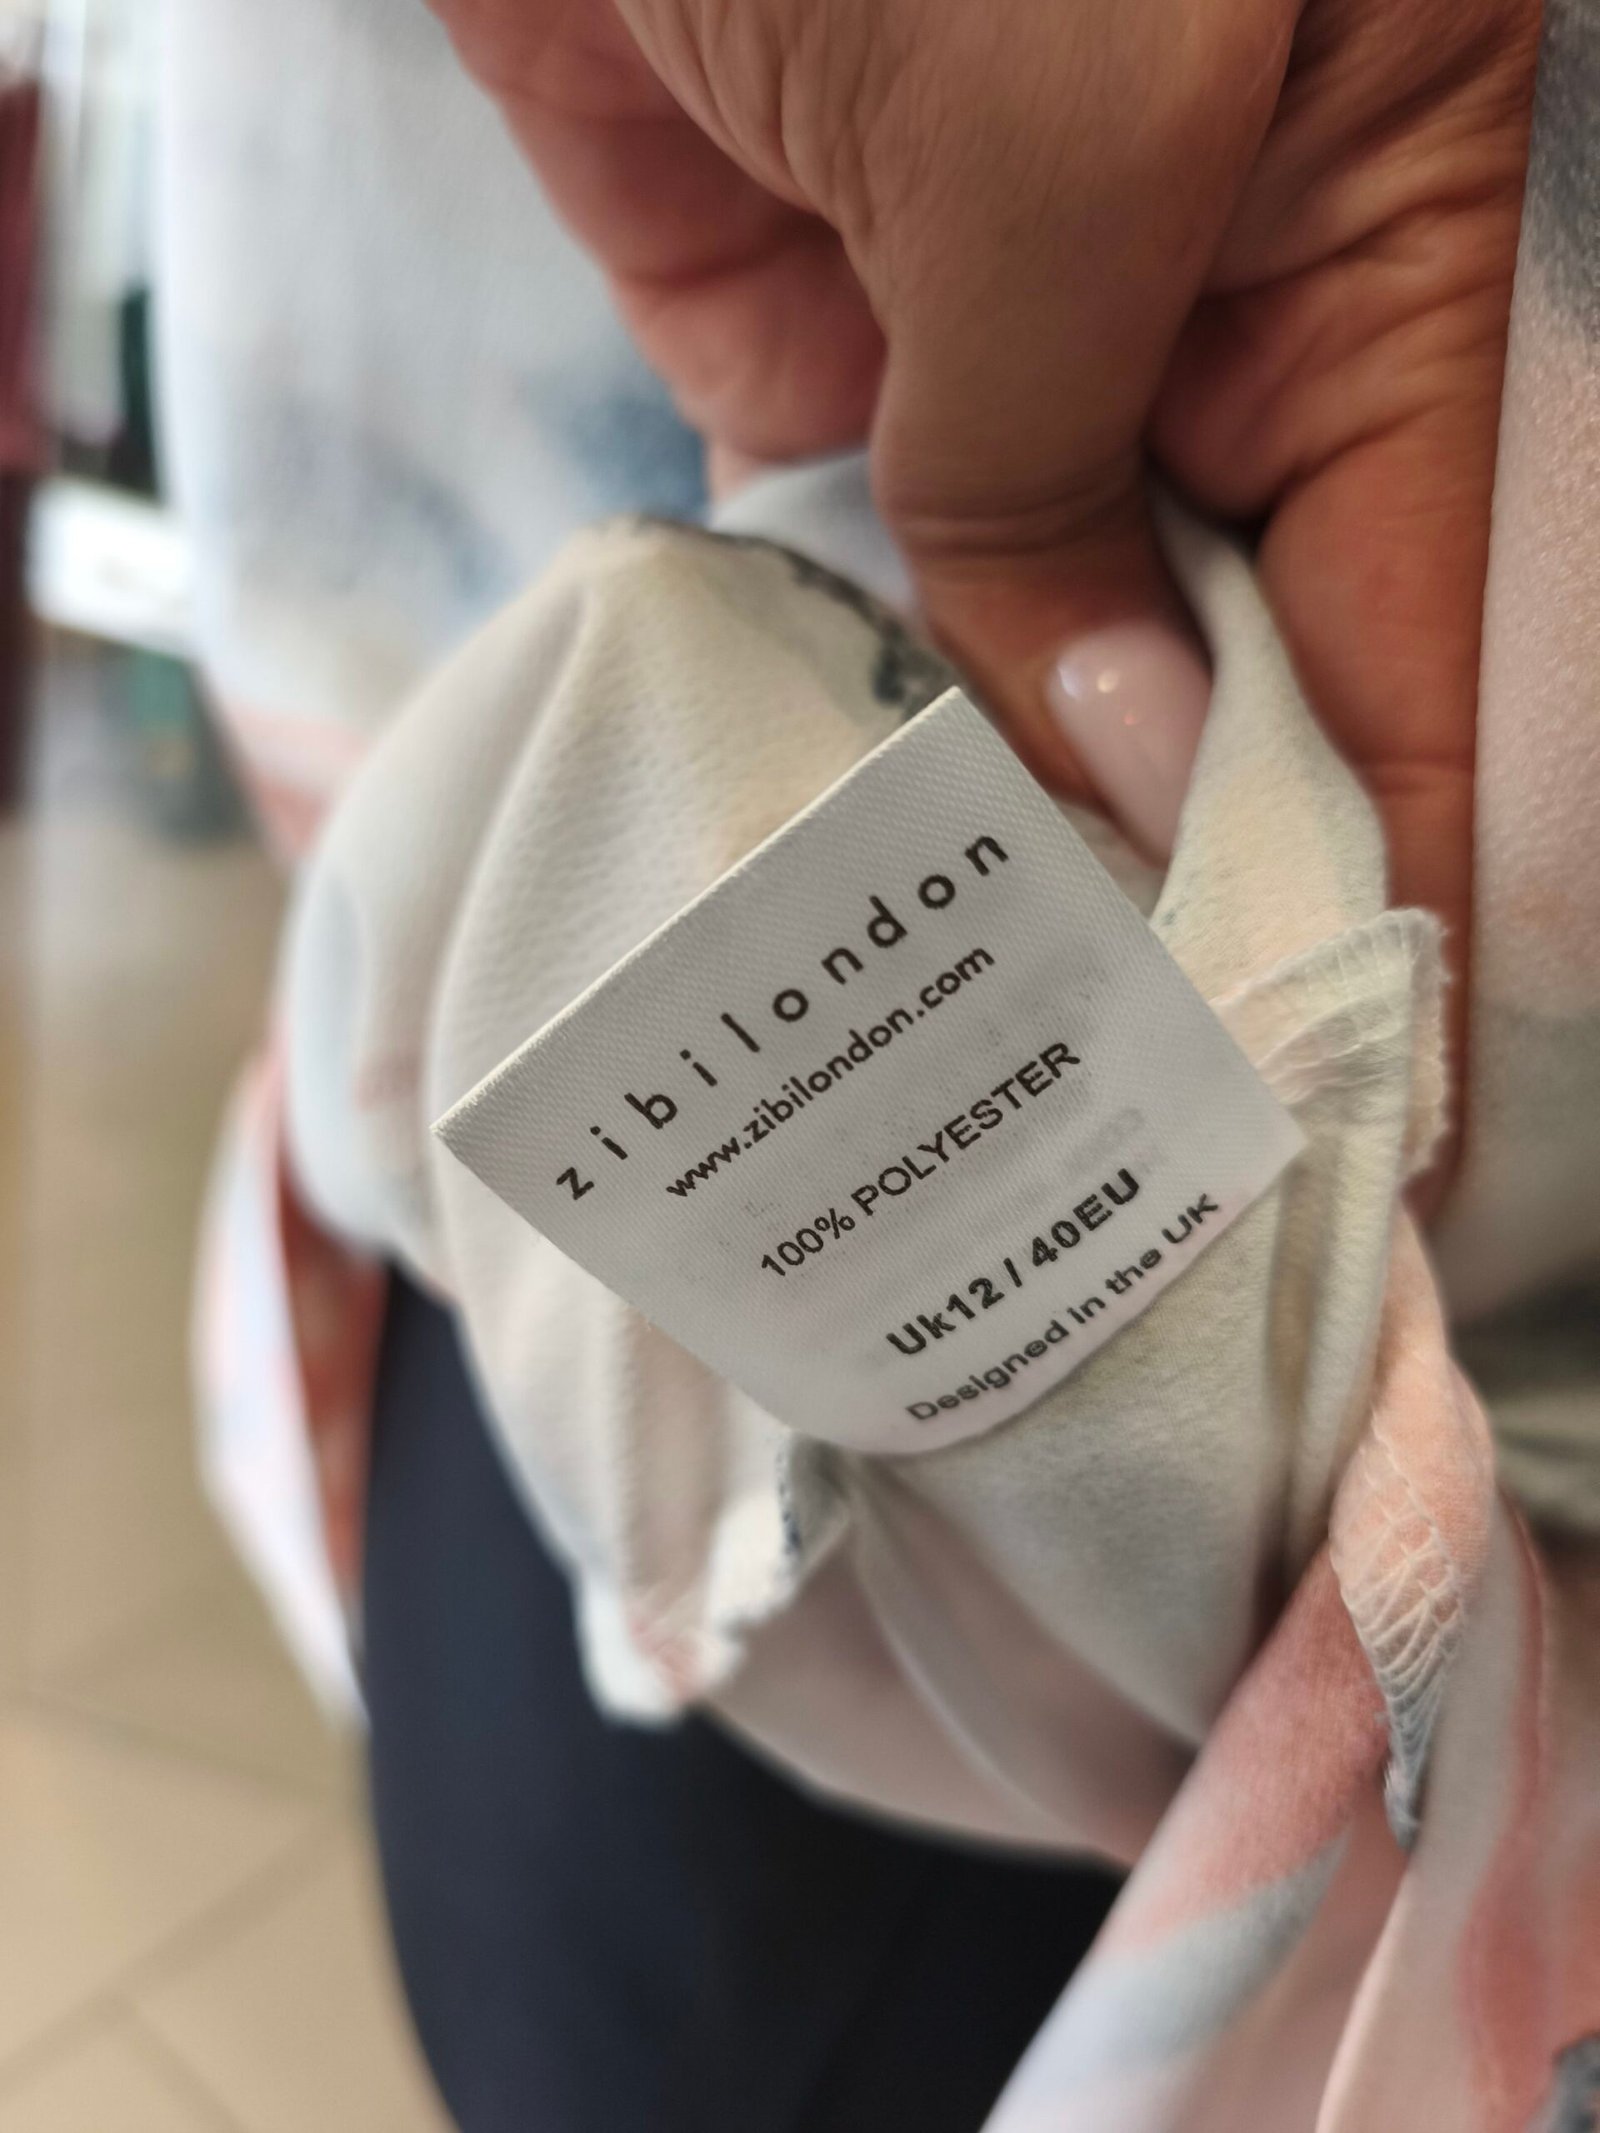 zibilondon
www.zibilondon.com
100% POLYESTER
Uk12 / 40EU
Designed in the UK